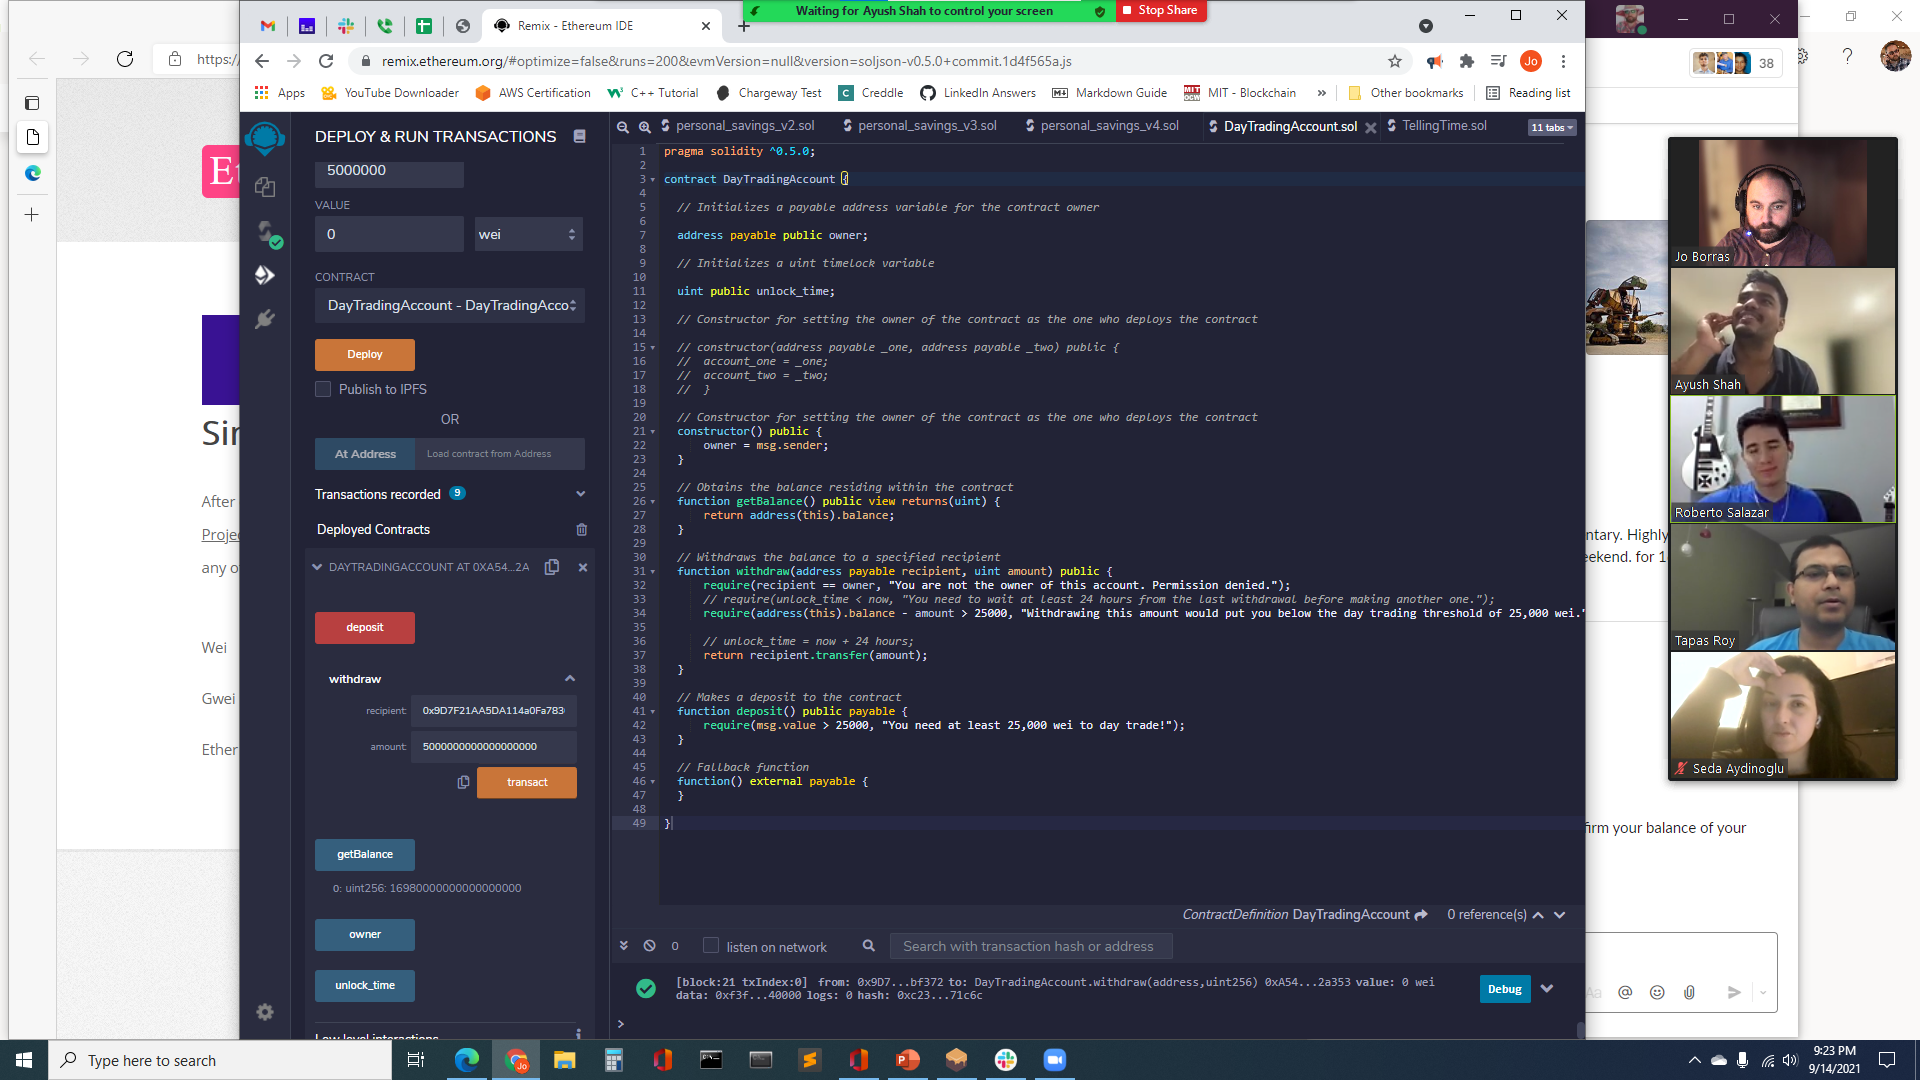 Waiting for Ayush Shah to control your screen
Stop Share
Remix - Ethereum IDE
38
https:/
remix.ethereum.org/#optimize=false&runs=200&evmVersion=null&version=soljson-v0.5.0+commit.1d4f565a.js
Jo
Apps
YouTube Downloader
AWS Certification
C++ Tutorial
Chargeway Test
Creddle
LinkedIn Answers
Markdown Guide
MIT - Blockchain
»
Other bookmarks
Reading list
DEPLOY & RUN TRANSACTIONS
5000000
VALUE
0
wei
CONTRACT
DayTradingAccount - DayTradingAcco
Deploy
Publish to IPFS
OR
At Address
Load contract from Address
Transactions recorded 9
Deployed Contracts
DAYTRADINGACCOUNT AT 0XA54...2A
deposit
withdraw
recipient: 0x9D7F21AA5DA114a0Fa783
amount: 5000000000000000000
transact
getBalance
0: uint256: 16980000000000000000
owner
unlock_time
Low level interactions
personal_savings_v2.sol
personal_savings_v3.sol
personal_savings_v4.sol
DayTradingAccount.sol
TellingTime.sol
11 tabs
1 pragma solidity ^0.5.0;
2
3 contract DayTradingAccount {
4
5 // Initializes a payable address variable for the contract owner
6
7 address payable public owner;
8
9 // Initializes a uint timelock variable
10
11 uint public unlock_time;
12
13 // Constructor for setting the owner of the contract as the one who deploys the contract
14
15 // constructor(address payable _one, address payable _two) public {
16 // account_one = _one;
17 // account_two = _two;
18 // }
19
20 // Constructor for setting the owner of the contract as the one who deploys the contract
21 constructor() public {
22 owner = msg.sender;
23 }
24
25 // Obtains the balance residing within the contract
26 function getBalance() public view returns(uint) {
27 return address(this).balance;
28 }
29
30 // Withdraws the balance to a specified recipient
31 function withdraw(address payable recipient, uint amount) public {
32 require(recipient == owner, "You are not the owner of this account. Permission denied.");
33 // require(unlock_time < now, "You need to wait at least 24 hours from the last withdrawal before making another one.");
34 require(address(this).balance - amount > 25000, "Withdrawing this amount would put you below the day trading threshold of 25,000 wei."
35
36 // unlock_time = now + 24 hours;
37 return recipient.transfer(amount);
38 }
39
40 // Makes a deposit to the contract
41 function deposit() public payable {
42 require(msg.value > 25000, "You need at least 25,000 wei to day trade!");
43 }
44
45 // Fallback function
46 function() external payable {
47 }
48
49 }
ContractDefinition DayTradingAccount
0 reference(s)
0
listen on network
Search with transaction hash or address
[block:21 txIndex:0] from: 0x9D7...bf372 to: DayTradingAccount.withdraw(address,uint256) 0xA54...2a353 value: 0 wei
data: 0xf3f...40000 logs: 0 hash: 0xc23...71c6c
Debug
>
Et
Sir
After
Projec
any o
Wei
Gwei
Ether
Jo Borras
Ayush Shah
Roberto Salazar
Tapas Roy
Seda Aydinoglu
ntary. Highly
eekend. for 1
firm your balance of your
Aa
Type here to search
9:23 PM
9/14/2021